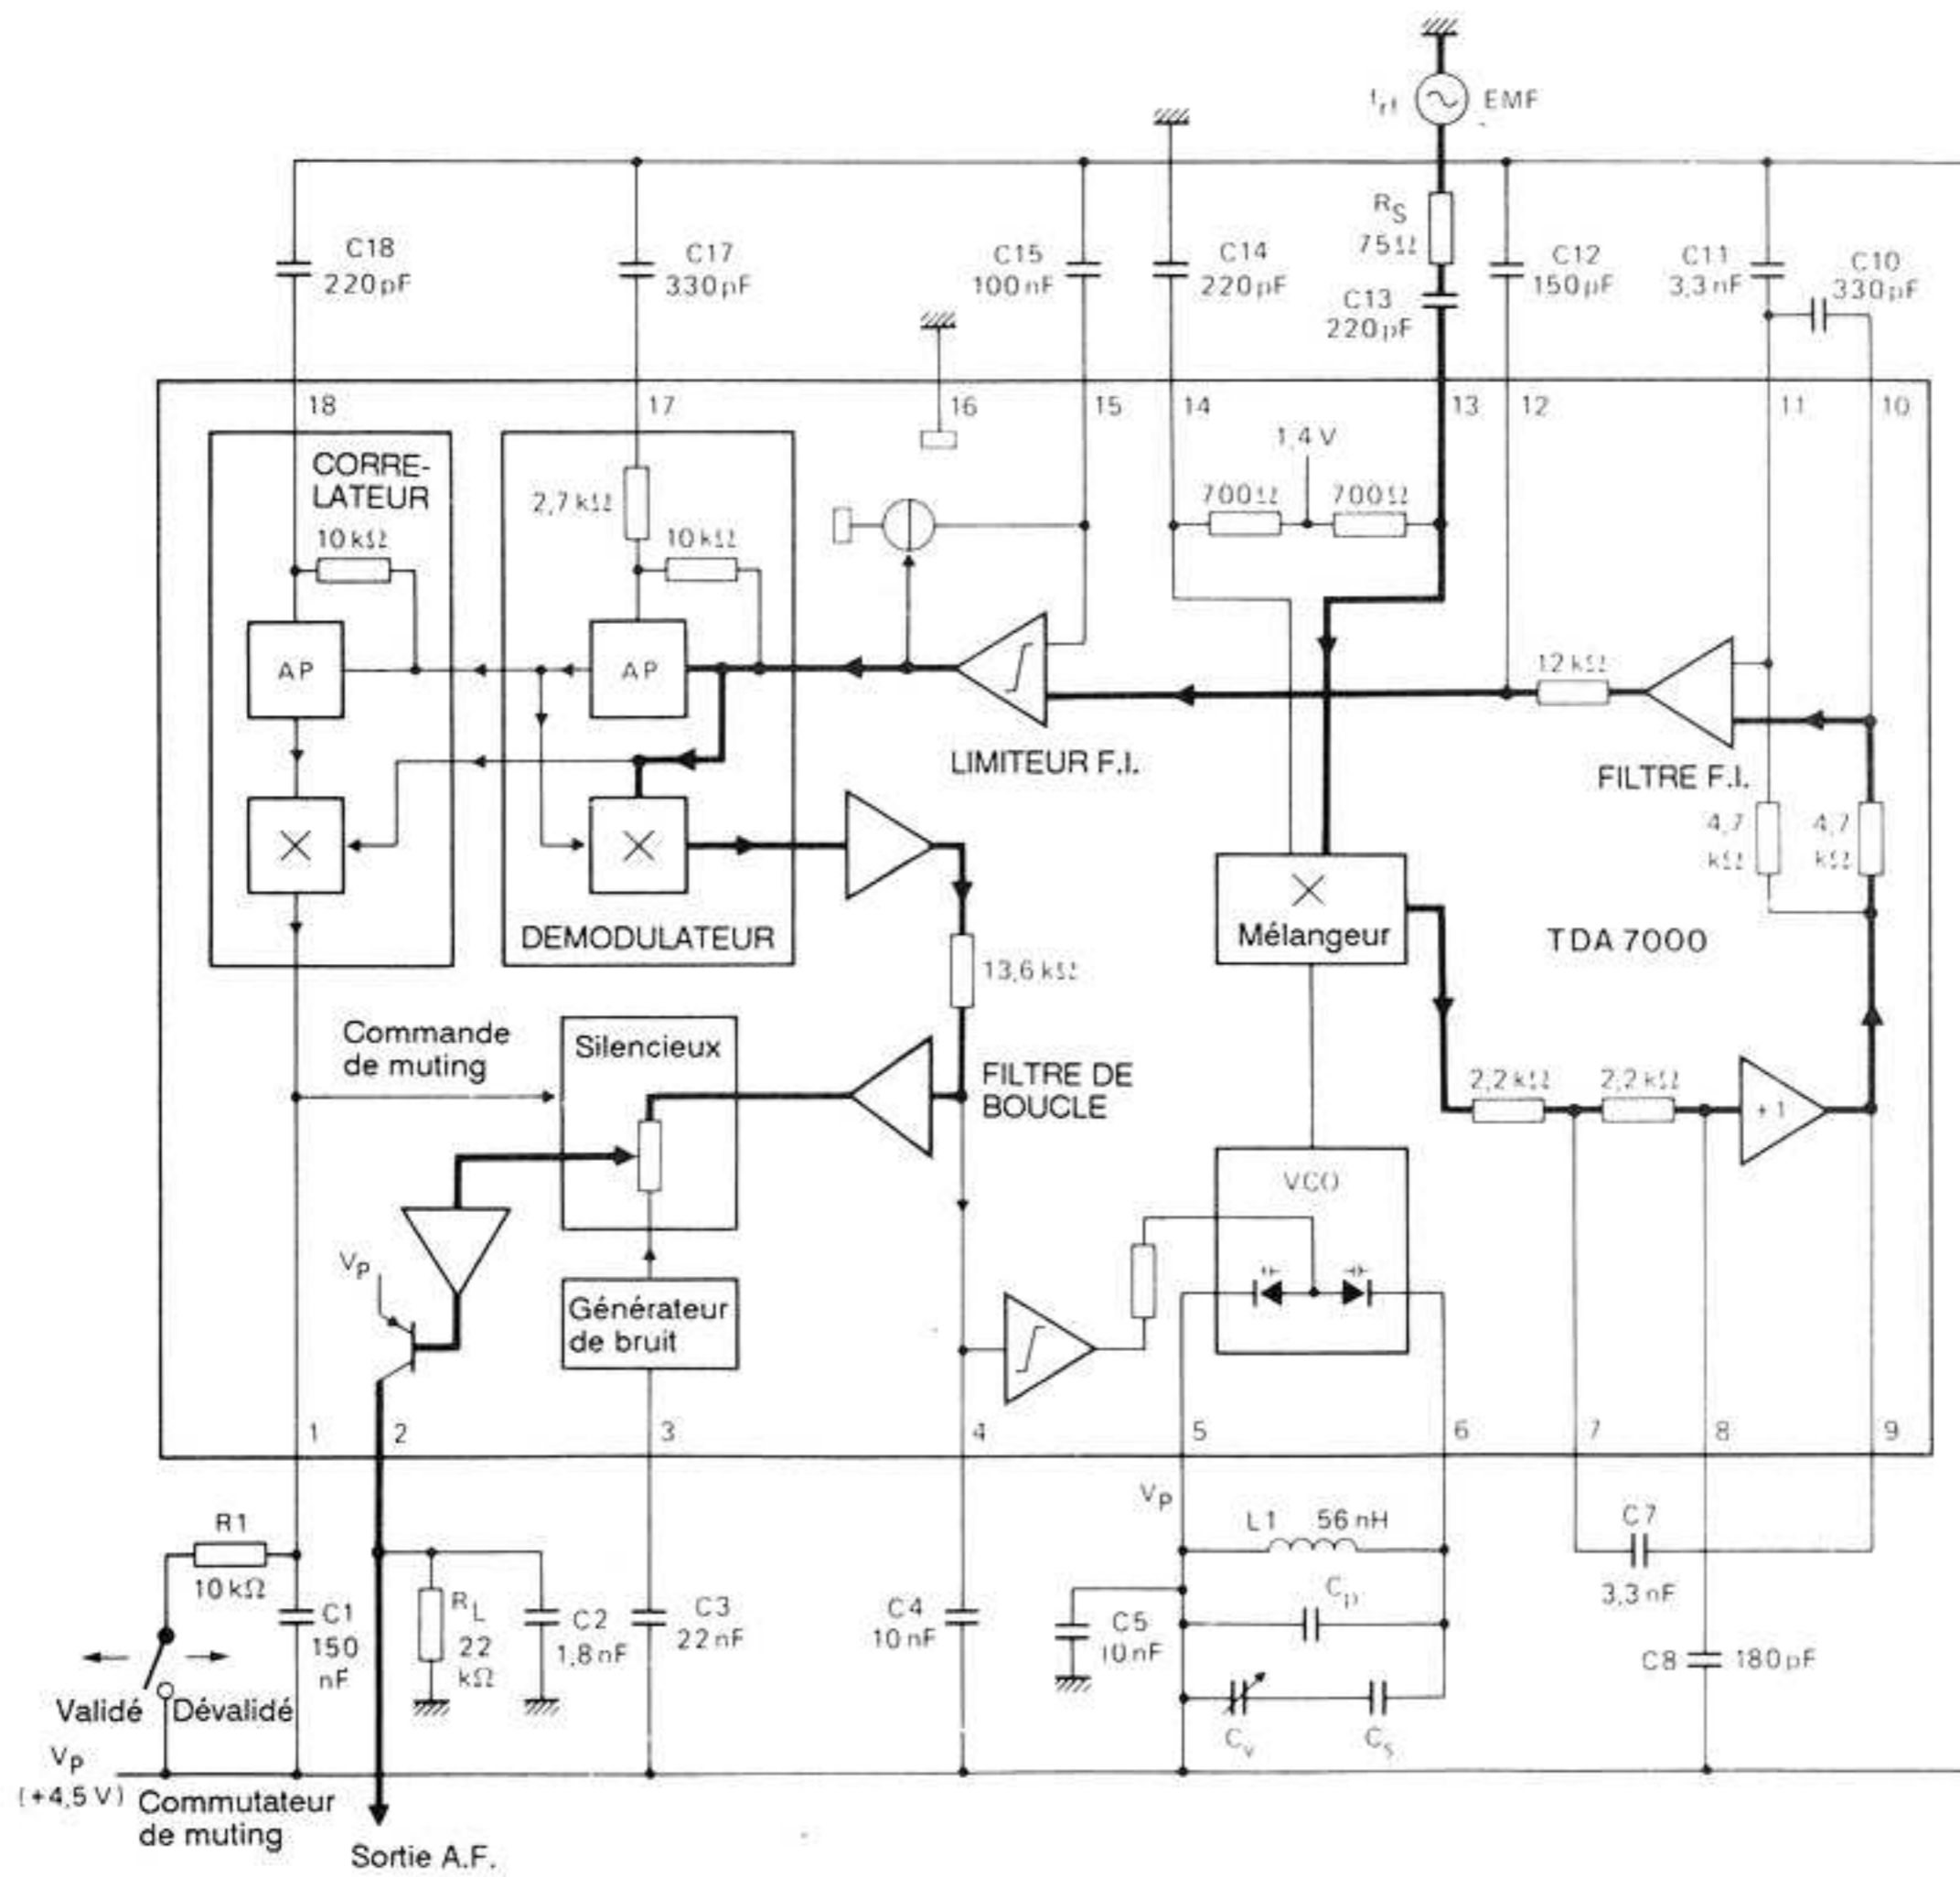 f_rf
EMF
R_S
75Ω
C18
220pF
C17
330pF
C15
100nF
C14
220pF
C13
220pF
C12
150pF
C11
3,3nF
C10
330pF
18
17
16
15
14
13
12
11
10
CORRE-
LATEUR
10kΩ
2,7kΩ
10kΩ
1,4V
700Ω
700Ω
AP
AP
12kΩ
LIMITEUR F.I.
FILTRE F.I.
4,7
kΩ
4,7
kΩ
DEMODULATEUR
Mélangeur
TDA 7000
13,6kΩ
Commande
de muting
Silencieux
FILTRE DE
BOUCLE
2,2kΩ
2,2kΩ
+1
VCO
V_P
Générateur
de bruit
1
2
3
4
5
6
7
8
9
V_P
L1 56nH
R1
10kΩ
C1
150
nF
R_L
22
kΩ
C2
1,8nF
C3
22nF
C4
10nF
C5
10nF
C_p
C7
3,3nF
C8 180pF
C_v
C_s
Validé
Dévalidé
V_P
(+4,5V)
Commutateur
de muting
Sortie A.F.